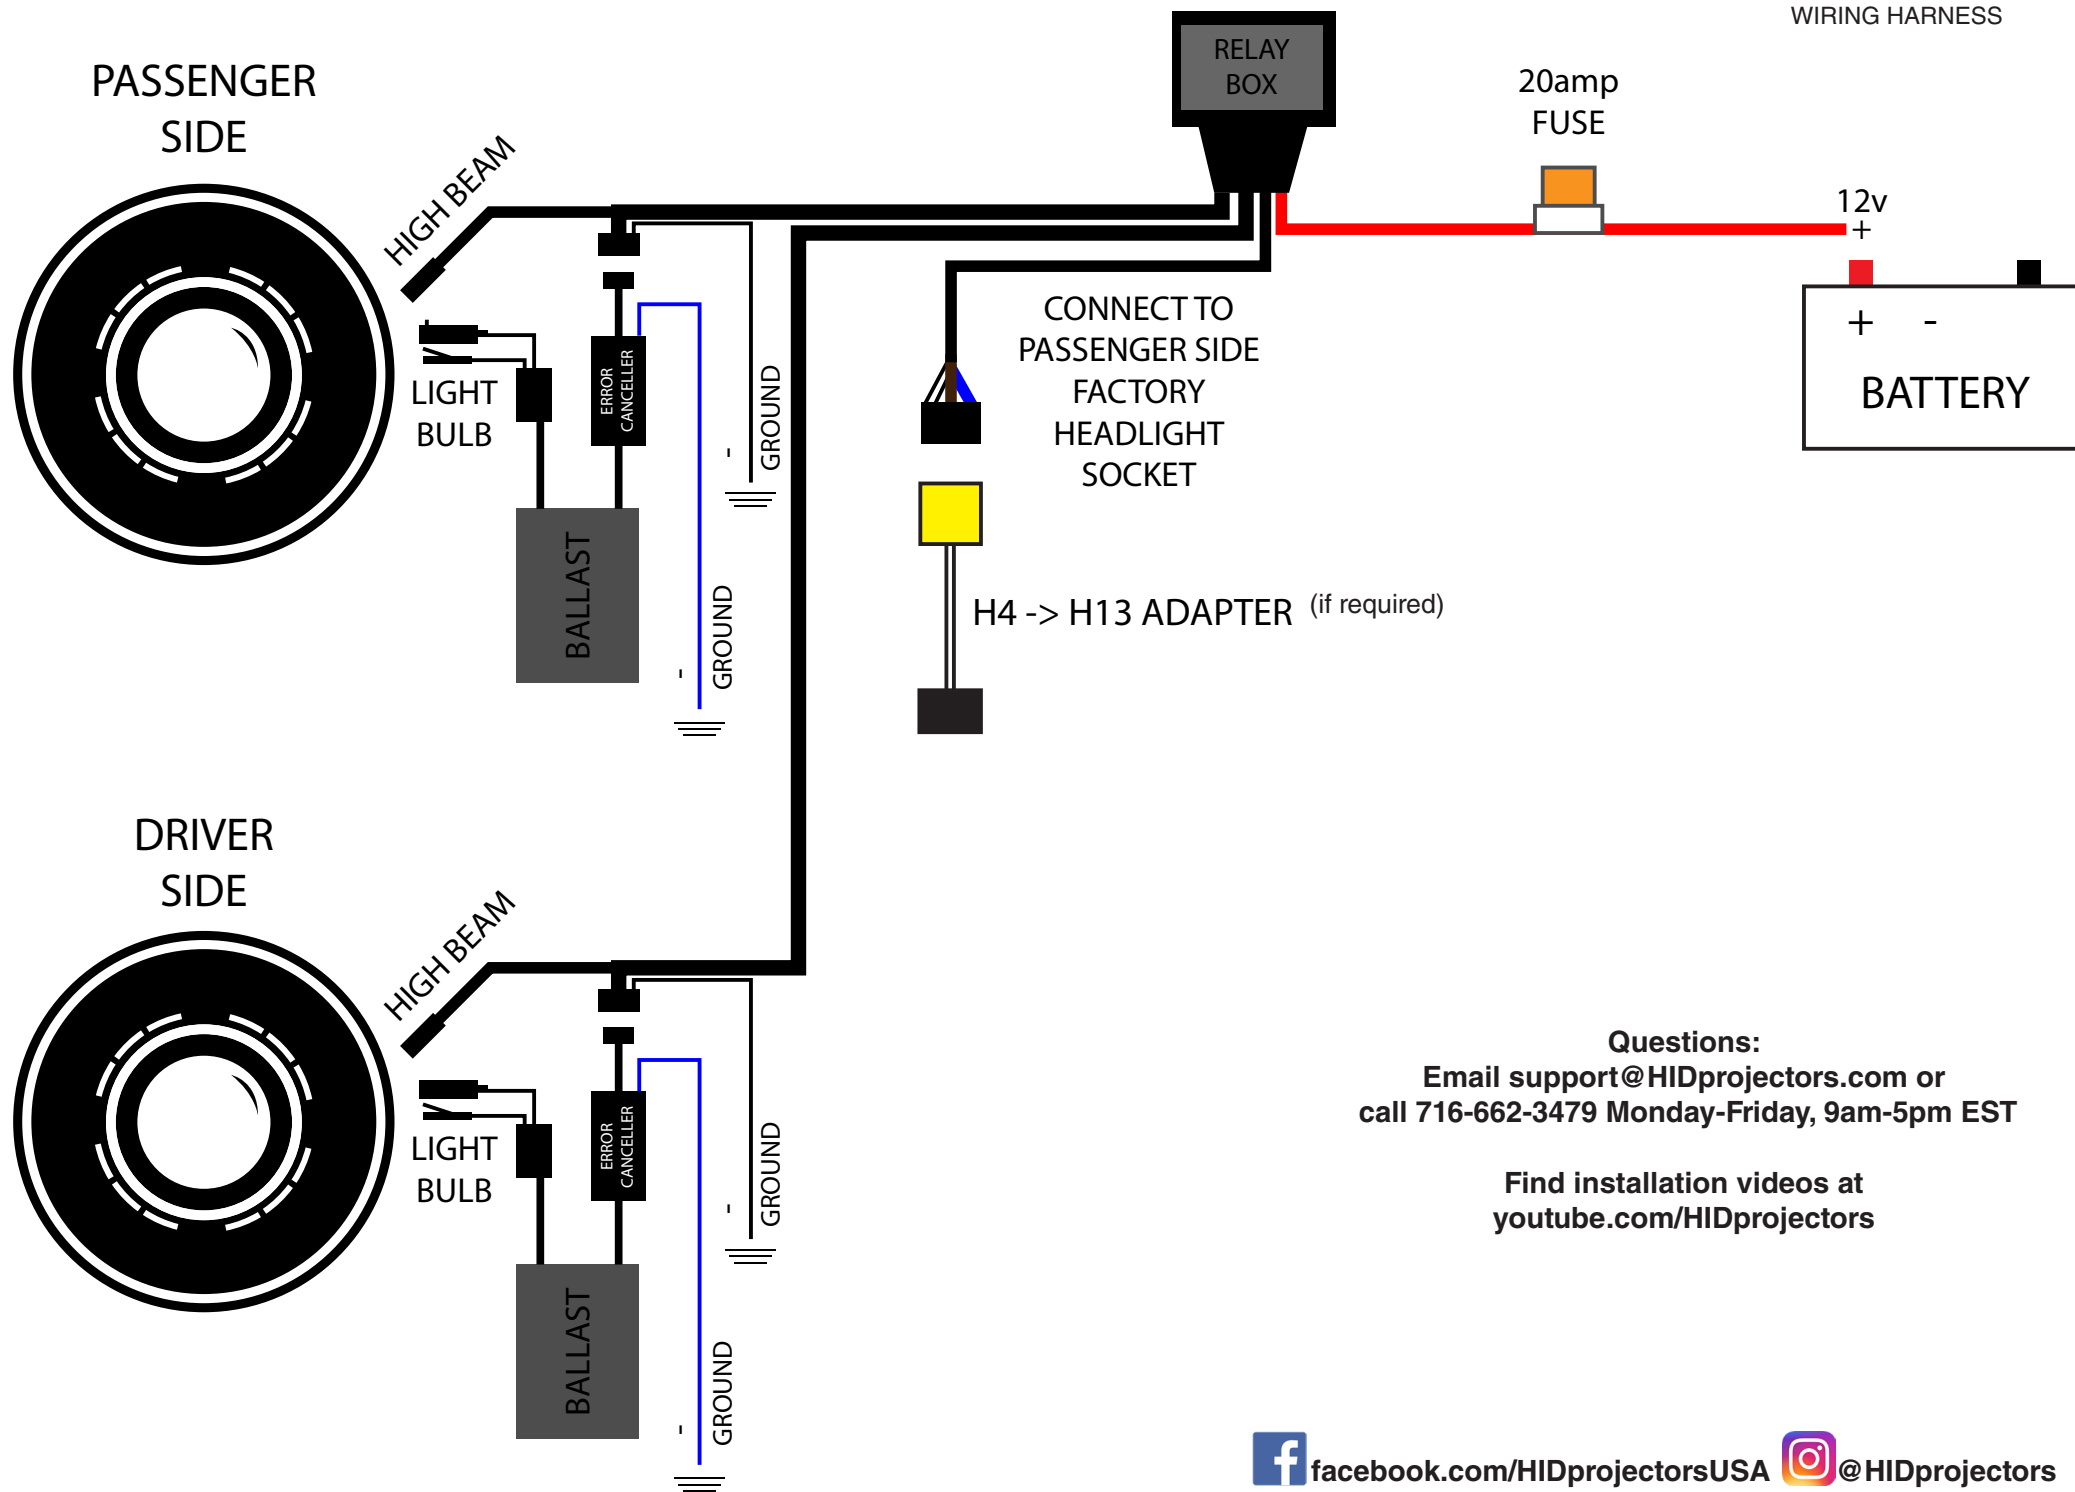 WIRING HARNESS
PASSENGER
SIDE
HIGH BEAM
RELAY
BOX
20amp
FUSE
12v
+
+ -
BATTERY
LIGHT
BULB
ERROR
CANCELLER
BALLAST
-
GROUND
-
GROUND
CONNECT TO
PASSENGER SIDE
FACTORY
HEADLIGHT
SOCKET
H4 -> H13 ADAPTER (if required)
DRIVER
SIDE
HIGH BEAM
LIGHT
BULB
ERROR
CANCELLER
BALLAST
-
GROUND
-
GROUND
Questions:
Email support@HIDprojectors.com or
call 716-662-3479 Monday-Friday, 9am-5pm EST
Find installation videos at
youtube.com/HIDprojectors
facebook.com/HIDprojectorsUSA
@HIDprojectors